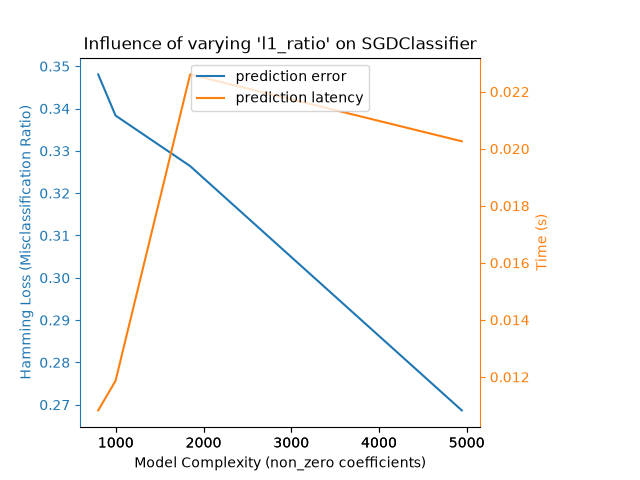 Influence of varying 'l1_ratio' on SGDClassifier
prediction error
prediction latency
Hamming Loss (Misclassification Ratio)
0.35
0.34
0.33
0.32
0.31
0.30
0.29
0.28
0.27
0.022
0.020
0.018
0.016
0.014
0.012
Time (s)
1000 2000 3000 4000 5000
Model Complexity (non_zero coefficients)